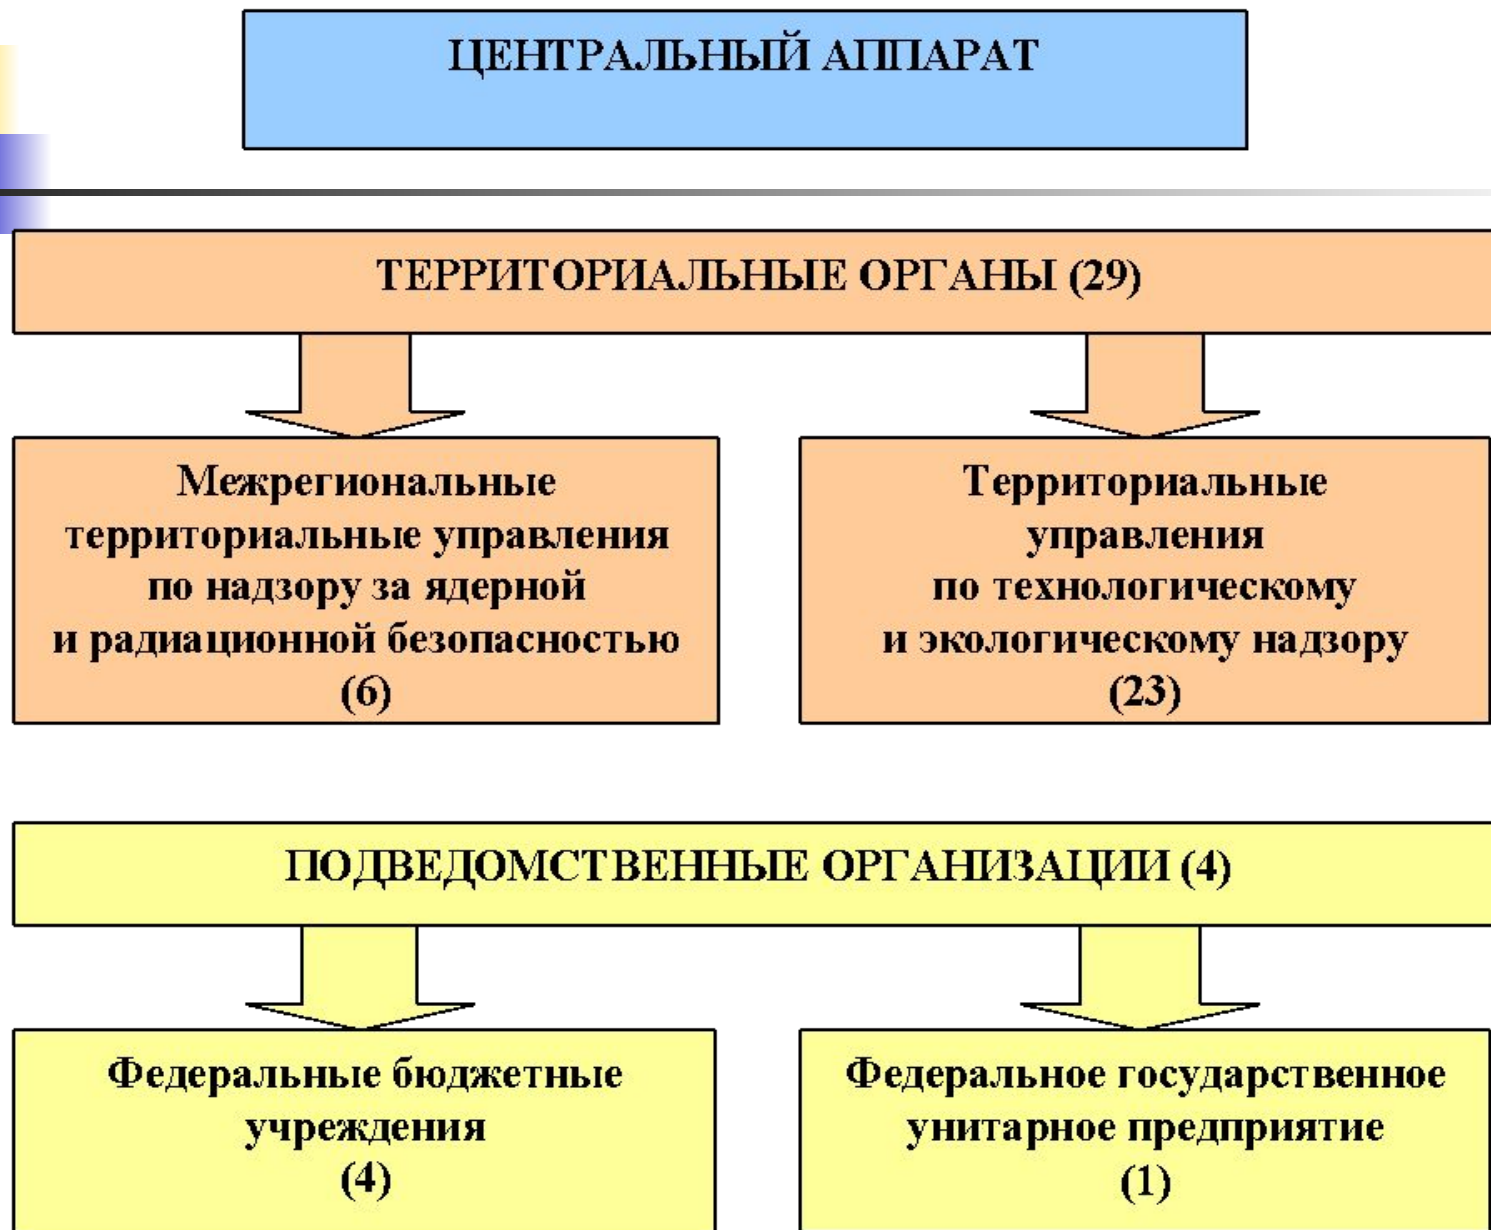 ЦЕНТРАЛЬНЫЙ АППАРАТ
ТЕРРИТОРИАЛЬНЫЕ ОРГАНЫ (29)
Межрегиональные
территориальные управления
по надзору за ядерной
и радиационной безопасностью
(6)
Территориальные
управления
по технологическому
и экологическому надзору
(23)
ПОДВЕДОМСТВЕННЫЕ ОРГАНИЗАЦИИ (4)
Федеральные бюджетные
учреждения
(4)
Федеральное государственное
унитарное предприятие
(1)